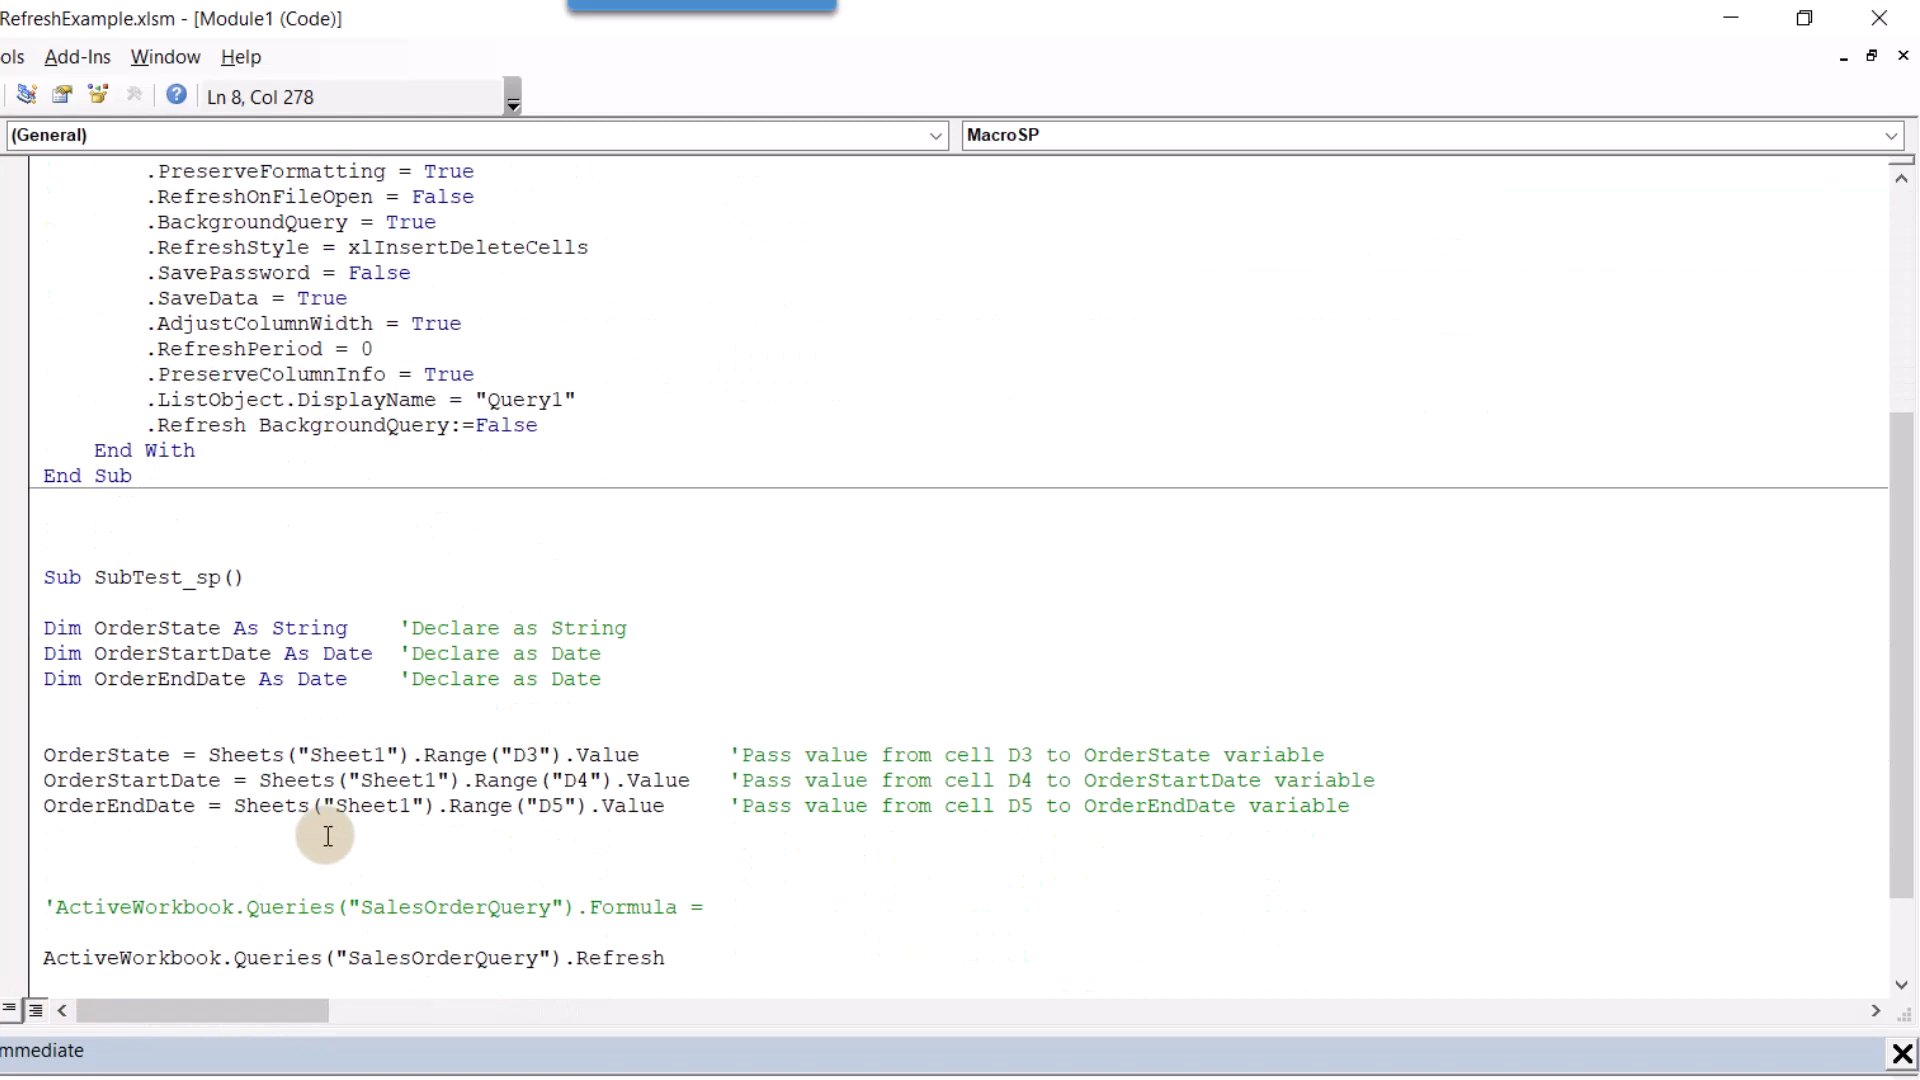 RefreshExample.xlsm - [Module1 (Code)]
ols Add-Ins Window Help
Ln 8, Col 278
(General) MacroSP
.PreserveFormatting = True
.RefreshOnFileOpen = False
.BackgroundQuery = True
.RefreshStyle = xlInsertDeleteCells
.SavePassword = False
.SaveData = True
.AdjustColumnWidth = True
.RefreshPeriod = 0
.PreserveColumnInfo = True
.ListObject.DisplayName = "Query1"
.Refresh BackgroundQuery:=False
End With
End Sub
Sub SubTest_sp()
Dim OrderState As String 'Declare as String
Dim OrderStartDate As Date 'Declare as Date
Dim OrderEndDate As Date 'Declare as Date
OrderState = Sheets("Sheet1").Range("D3").Value 'Pass value from cell D3 to OrderState variable
OrderStartDate = Sheets("Sheet1").Range("D4").Value 'Pass value from cell D4 to OrderStartDate variable
OrderEndDate = Sheets("Sheet1").Range("D5").Value 'Pass value from cell D5 to OrderEndDate variable
'ActiveWorkbook.Queries("SalesOrderQuery").Formula =
ActiveWorkbook.Queries("SalesOrderQuery").Refresh
mmediate